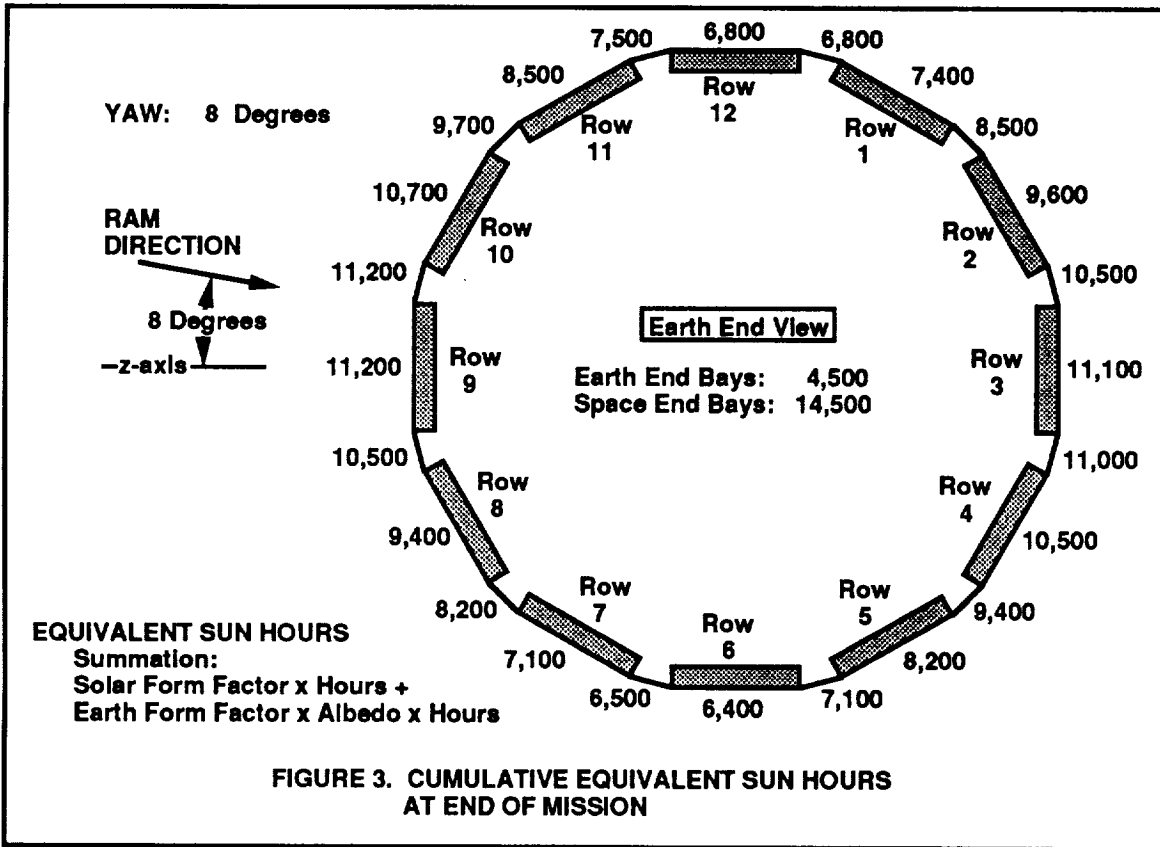 7,500
6,800
6,800
8,500
7,400
YAW: 8 Degrees
9,700
Row
11
Row
12
Row
1
8,500
10,700
9,600
RAM
DIRECTION
Row
10
Row
2
11,200
10,500
8 Degrees
Earth End View
–z-axis
11,200
Row
9
Earth End Bays: 4,500
Space End Bays: 14,500
Row
3
11,100
10,500
11,000
Row
8
Row
4
9,400
10,500
Row
7
Row
6
Row
5
8,200
9,400
EQUIVALENT SUN HOURS
Summation:
Solar Form Factor x Hours +
Earth Form Factor x Albedo x Hours
7,100
8,200
6,500
6,400
7,100
FIGURE 3. CUMULATIVE EQUIVALENT SUN HOURS
AT END OF MISSION